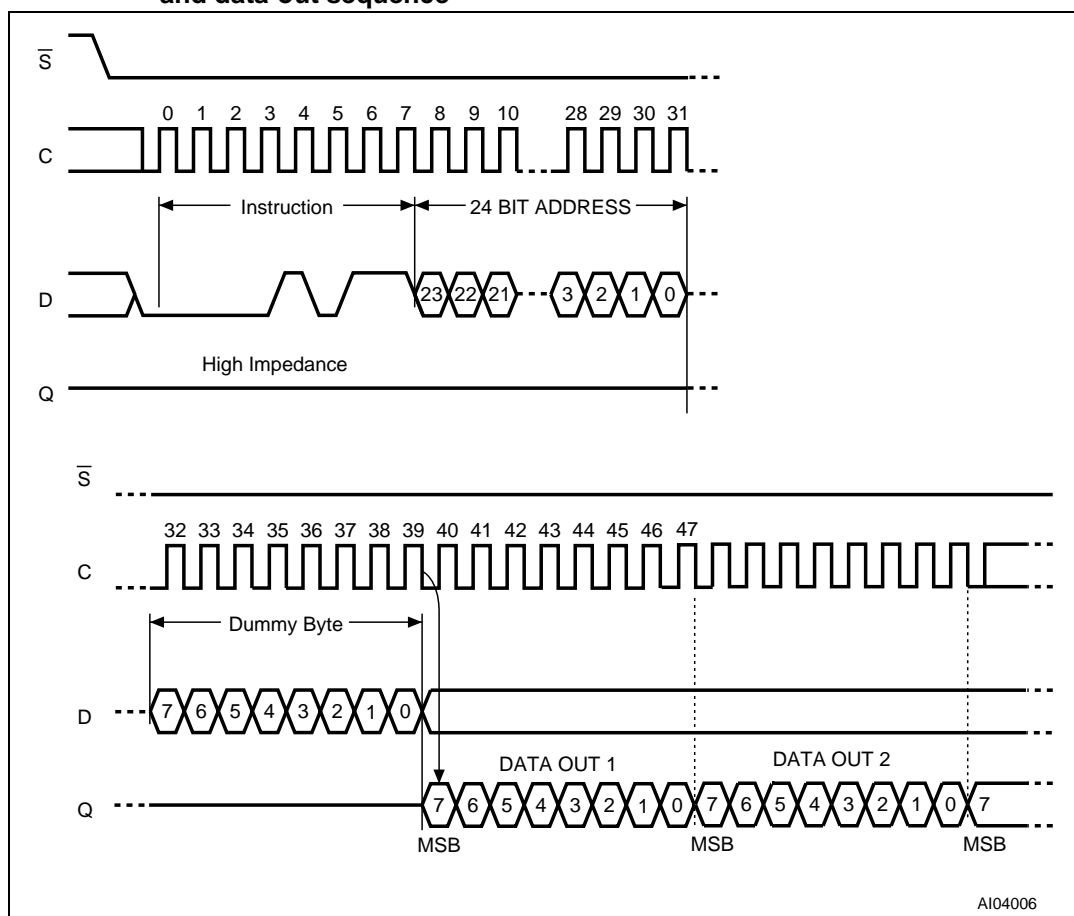 and data-out sequence
S
0 1 2 3 4 5 6 7 8 9 10 28 29 30 31
C
Instruction 24 BIT ADDRESS
D 23 22 21 3 2 1 0
High Impedance
Q
S
32 33 34 35 36 37 38 39 40 41 42 43 44 45 46 47
C
Dummy Byte
D 7 6 5 4 3 2 1 0
DATA OUT 1 DATA OUT 2
Q 7 6 5 4 3 2 1 0 7 6 5 4 3 2 1 0 7
MSB MSB MSB
AI04006